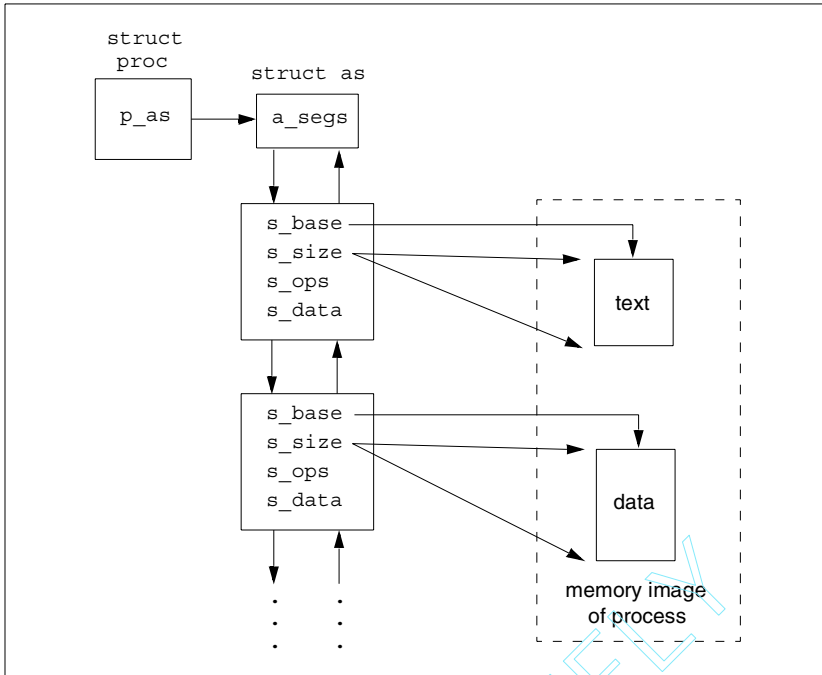 struct
proc
struct as
p_as
a_segs
s_base
s_size
s_ops
s_data
text
s_base
s_size
s_ops
s_data
data
memory image
of process